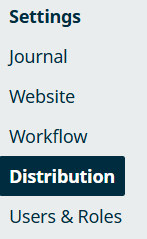 Settings
Journal
Website
Workflow
Distribution
Users & Roles